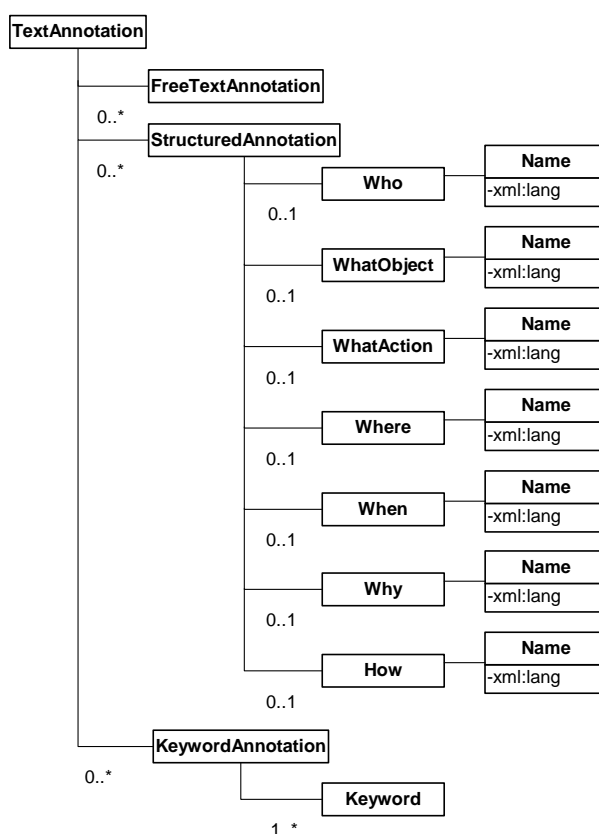 TextAnnotation
FreeTextAnnotation
0..*
StructuredAnnotation
0..*
Name
Who
-xml:lang
0..1
Name
WhatObject
-xml:lang
0..1
Name
WhatAction
-xml:lang
0..1
Name
Where
-xml:lang
0..1
Name
When
-xml:lang
0..1
Name
Why
-xml:lang
0..1
Name
How
-xml:lang
0..1
KeywordAnnotation
0..*
Keyword
1..*